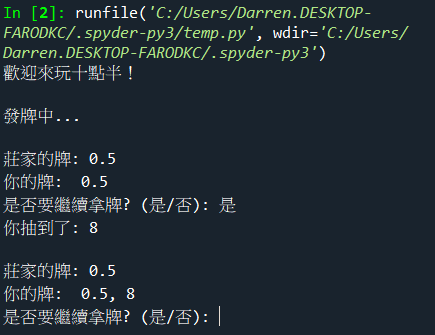 In [2]: runfile('C:/Users/Darren.DESKTOP-
FARODKC/.spyder-py3/temp.py', wdir='C:/Users/
Darren.DESKTOP-FARODKC/.spyder-py3')
歡迎來玩十點半！
發牌中...
莊家的牌: 0.5
你的牌:  0.5
是否要繼續拿牌? (是/否): 是
你抽到了: 8
莊家的牌: 0.5
你的牌:  0.5, 8
是否要繼續拿牌? (是/否):